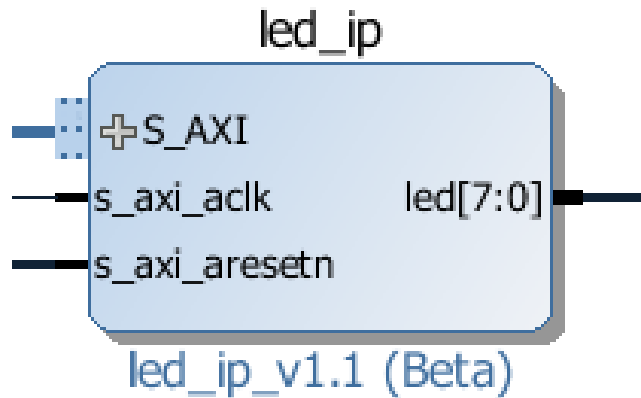 led_ip
S_AXI
s_axi_aclk
led[7:0]
s_axi_aresetn
led_ip_v1.1 (Beta)